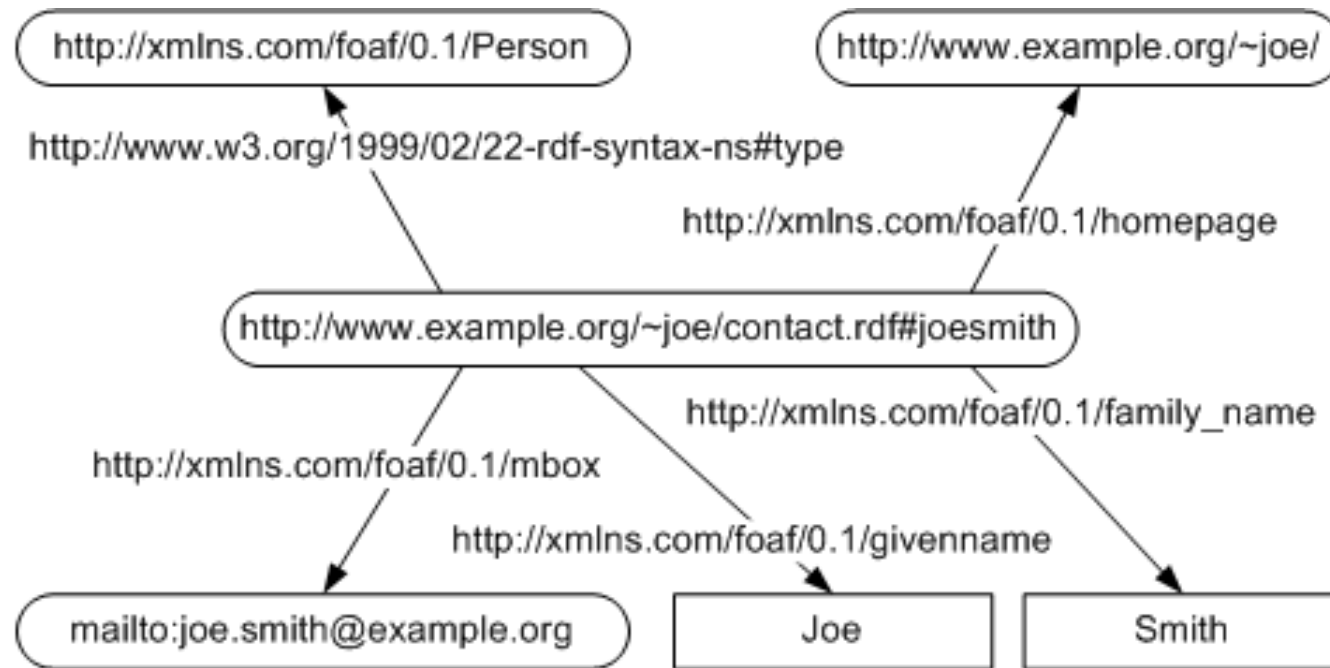 http://xmlns.com/foaf/0.1/Person
http://www.example.org/~joe/
http://www.w3.org/1999/02/22-rdf-syntax-ns#type
http://xmlns.com/foaf/0.1/homepage
http://www.example.org/~joe/contact.rdf#joesmith
http://xmlns.com/foaf/0.1/family_name
http://xmlns.com/foaf/0.1/mbox
http://xmlns.com/foaf/0.1/givenname
mailto:joe.smith@example.org
Joe
Smith